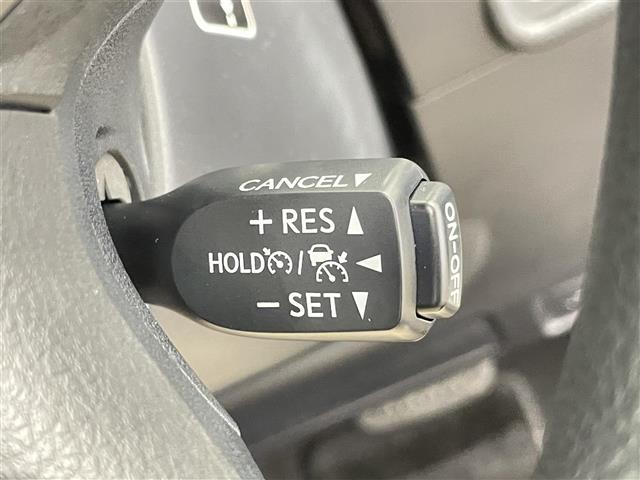 CANCEL
+ RES
HOLD /
- SET
ON-OFF